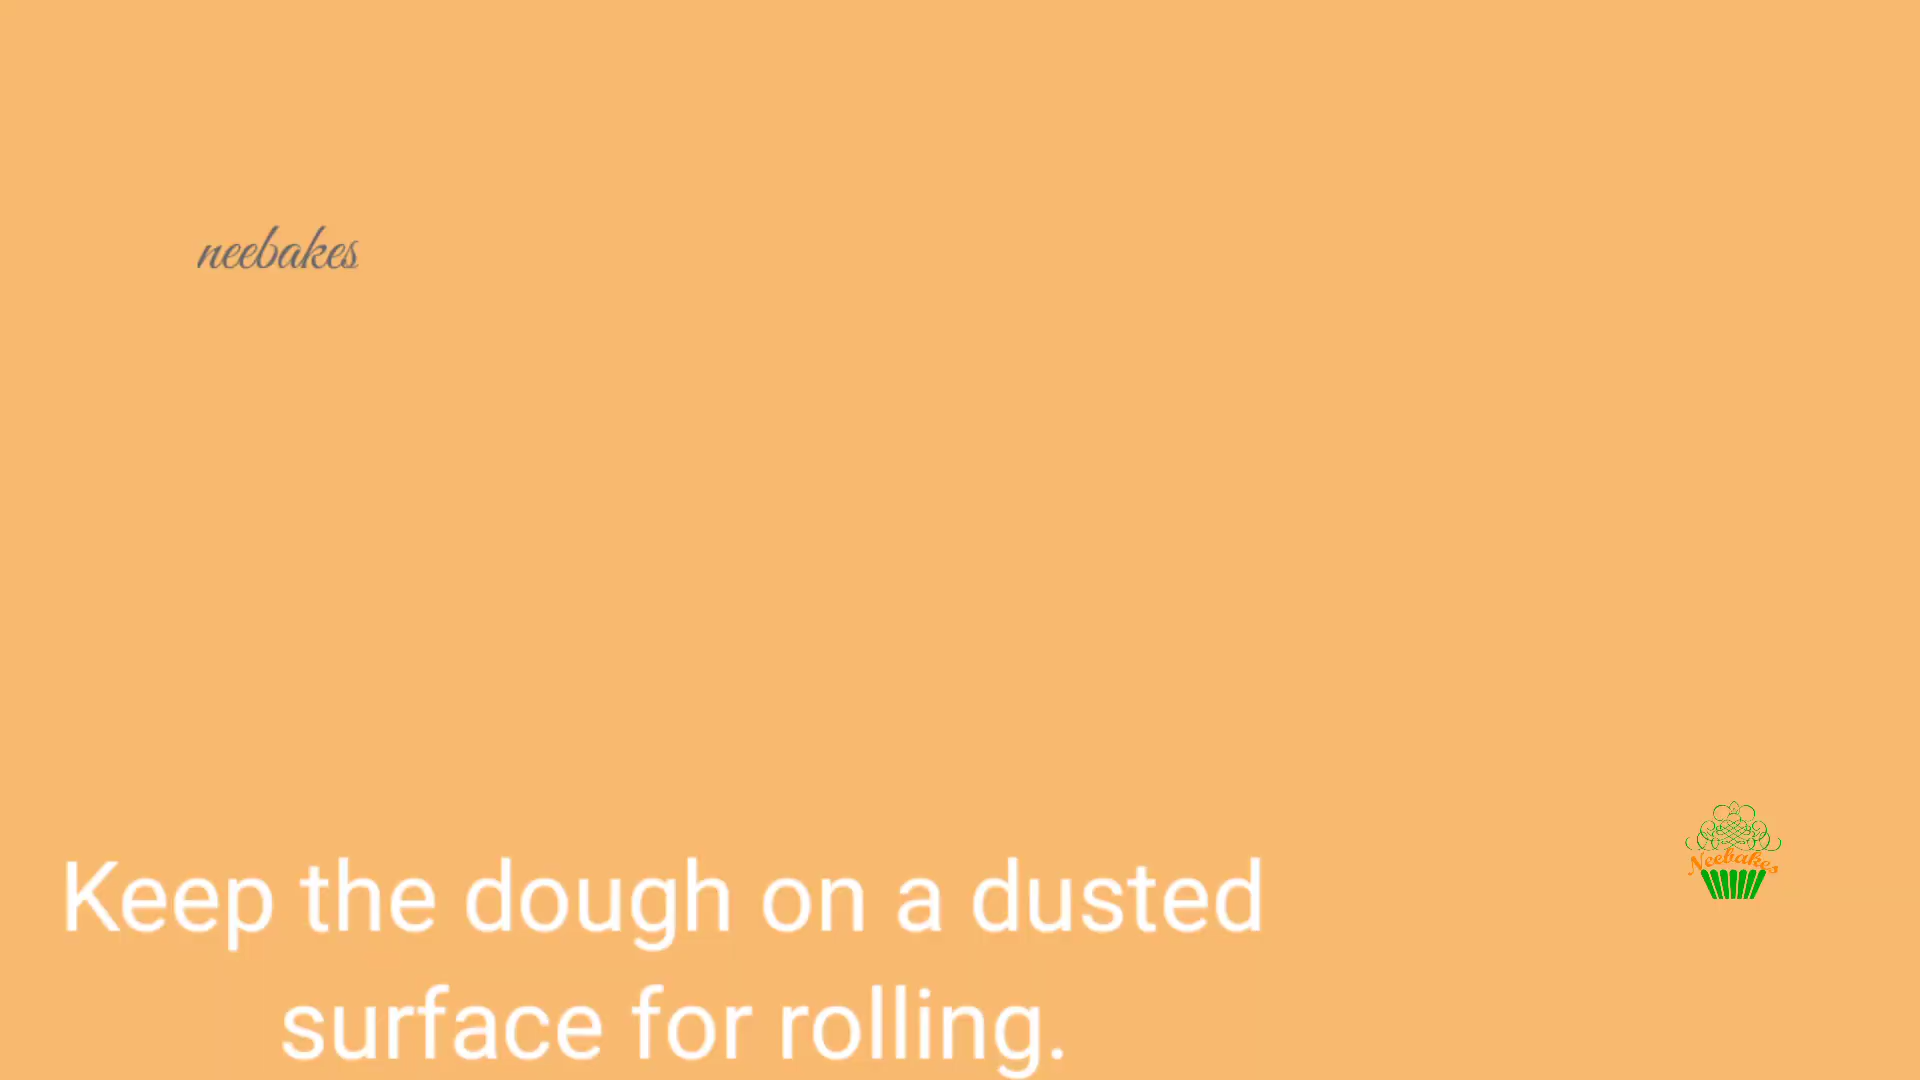 neebakes
Neebakes
Keep the dough on a dusted
surface for rolling.